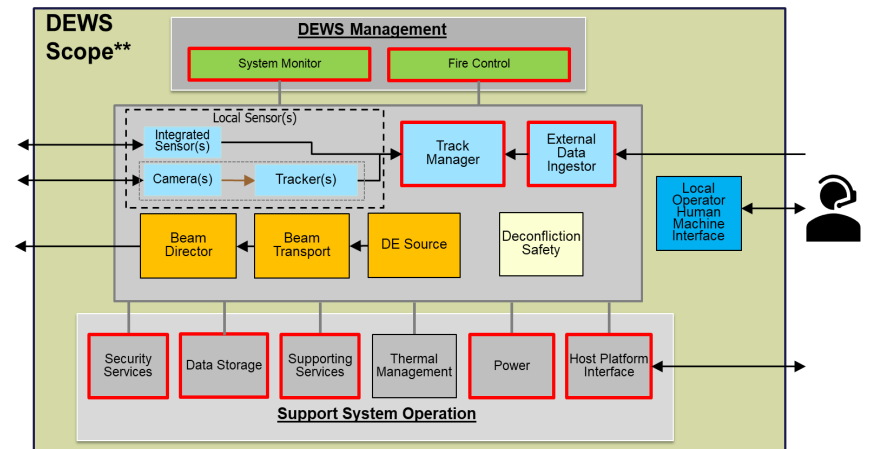 DEWS
Scope**
DEWS Management
System Monitor
Fire Control
Local Sensor(s)
Integrated
Sensor(s)
Camera(s)
Tracker(s)
Track
Manager
External
Data
Ingestor
Local
Operator
Human
Machine
Interface
Beam
Director
Beam
Transport
DE Source
Deconfliction
Safety
Security
Services
Data Storage
Supporting
Services
Thermal
Management
Power
Host Platform
Interface
Support System Operation